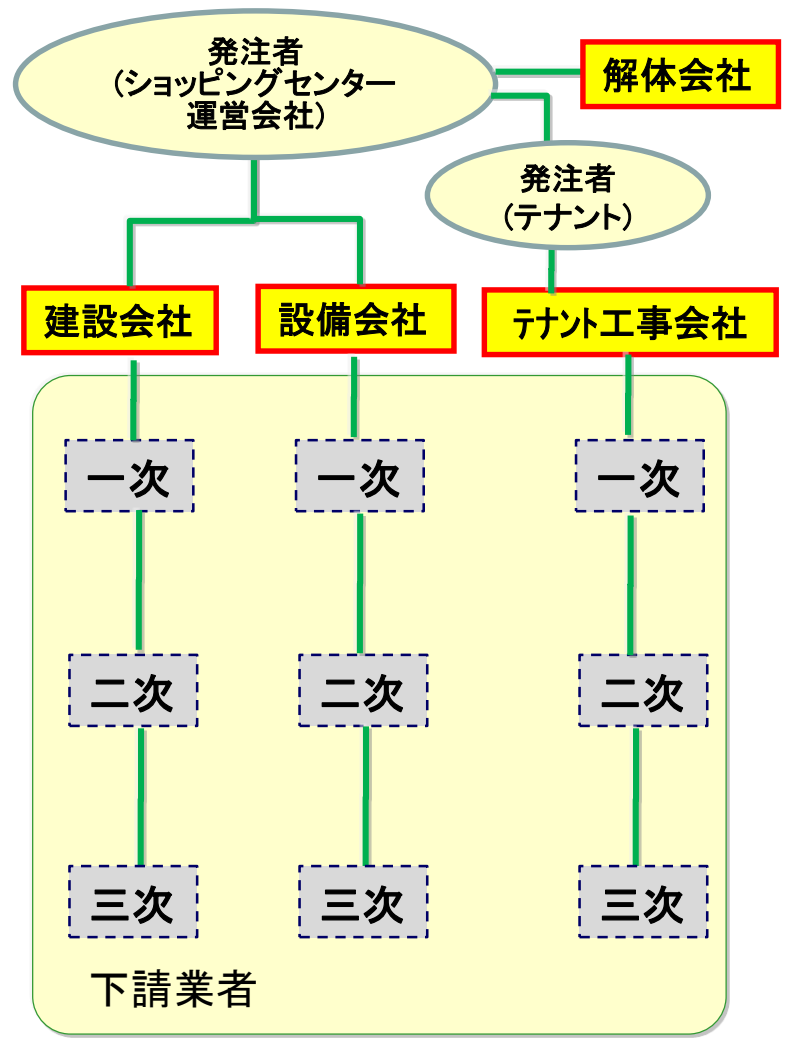 発注者
(ショッピングセンター
運営会社)
解体会社
発注者
(テナント)
建設会社
設備会社
テナント工事会社
一次
一次
一次
二次
二次
二次
三次
三次
三次
下請業者